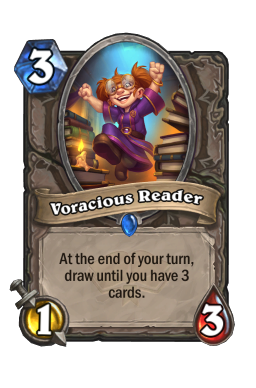 3
Voracious Reader
At the end of your turn,
draw until you have 3
cards.
1
3